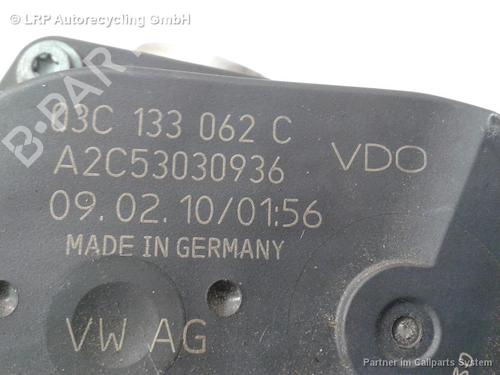 © LRP Autorecycling GmbH
B-PARTS
03C 133 062 C
A2C53030936
VDO
09.02.10/01:56
MADE IN GERMANY
VW AG
Partner im Callparts System